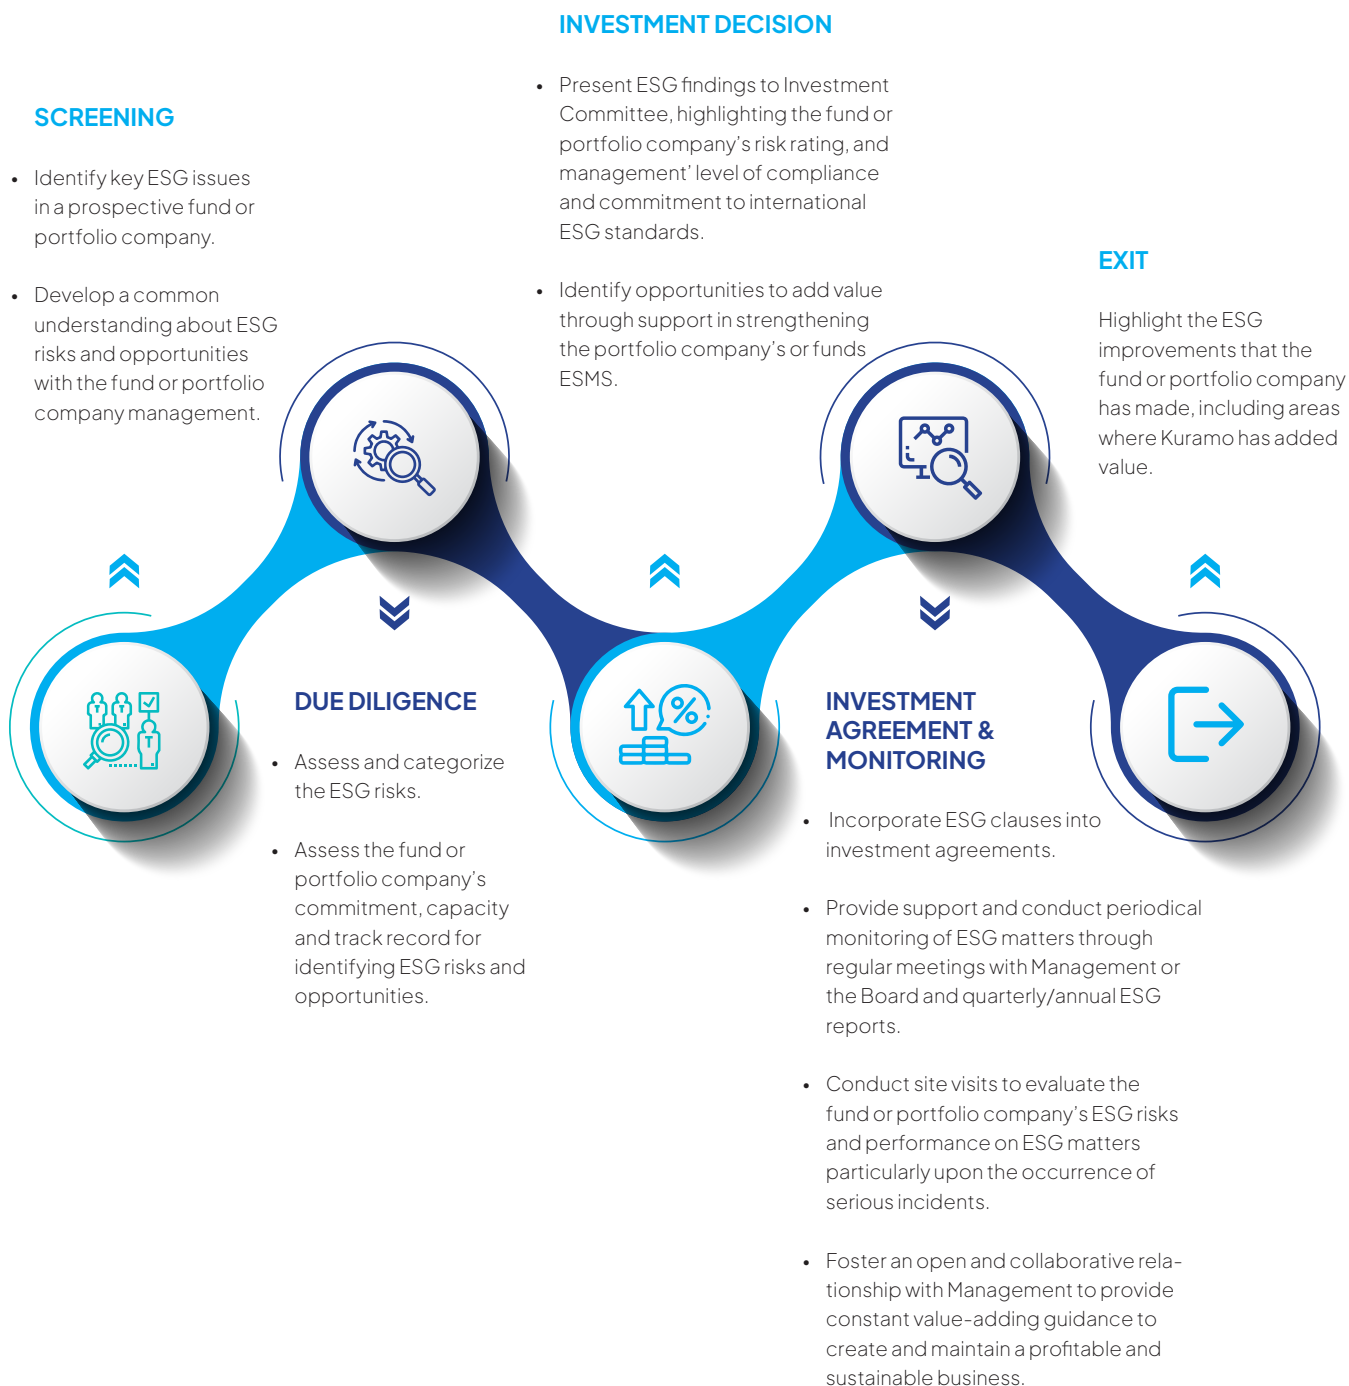 SCREENING
• Identify key ESG issues
in a prospective fund or
portfolio company.
• Develop a common
understanding about ESG
risks and opportunities
with the fund or portfolio
company management.
DUE DILIGENCE
• Assess and categorize
the ESG risks.
• Assess the fund or
portfolio company's
commitment, capacity
and track record for
identifying ESG risks and
opportunities.
INVESTMENT DECISION
• Present ESG findings to Investment
Committee, highlighting the fund or
portfolio company's risk rating, and
management' level of compliance
and commitment to international
ESG standards.
• Identify opportunities to add value
through support in strengthening
the portfolio company's or funds
ESMS.
%
INVESTMENT
AGREEMENT &
MONITORING
• Incorporate ESG clauses into
investment agreements.
• Provide support and conduct periodical
monitoring of ESG matters through
regular meetings with Management or
the Board and quarterly/annual ESG
reports.
• Conduct site visits to evaluate the
fund or portfolio company's ESG risks
and performance on ESG matters
particularly upon the occurrence of
serious incidents.
• Foster an open and collaborative rela-
tionship with Management to provide
constant value-adding guidance to
create and maintain a profitable and
sustainable business.
EXIT
Highlight the ESG
improvements that the
fund or portfolio company
has made, including areas
where Kuramo has added
value.